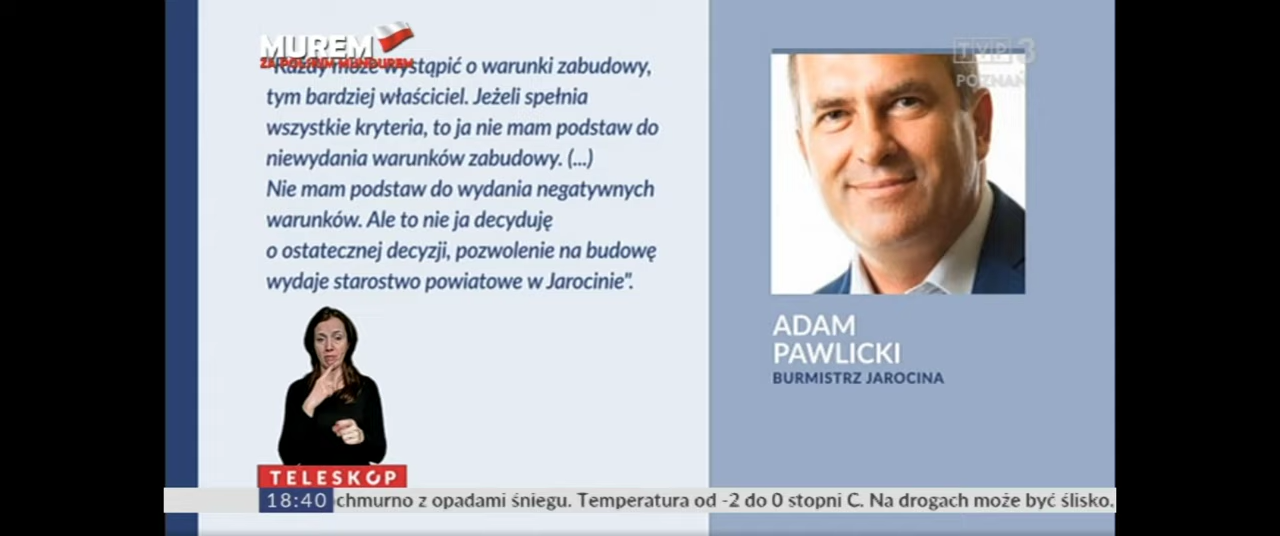 MUREM
ZA POLSKIM MUNDUREM
"Każdy może wystąpić o warunki zabudowy,
tym bardziej właściciel. Jeżeli spełnia
wszystkie kryteria, to ja nie mam podstaw do
niewydania warunków zabudowy. (...)
Nie mam podstaw do wydania negatywnych
warunków. Ale to nie ja decyduję
o ostatecznej decyzji, pozwolenie na budowę
wydaje starostwo powiatowe w Jarocinie".
TVP3
POZNAŃ
ADAM
PAWLICKI
BURMISTRZ JAROCINA
TELESKOP
18:40 chmurno z opadami śniegu. Temperatura od -2 do 0 stopni C. Na drogach może być ślisko.